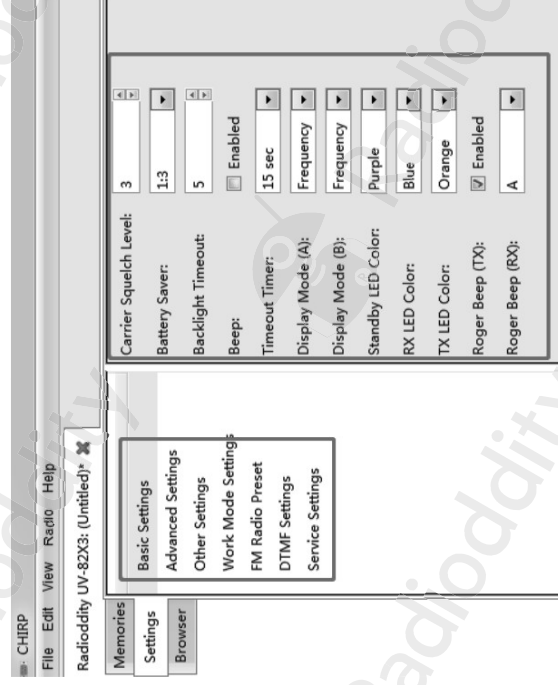 CHIRP
File Edit View Radio Help
Radioddity UV-82X3: (Untitled)*
Memories
Settings
Browser
Basic Settings
Advanced Settings
Other Settings
Work Mode Settings
FM Radio Preset
DTMF Settings
Service Settings
Carrier Squelch Level: 3
Battery Saver: 1:3
Backlight Timeout: 5
Beep: Enabled
Timeout Timer: 15 sec
Display Mode (A): Frequency
Display Mode (B): Frequency
Standby LED Color: Purple
RX LED Color: Blue
TX LED Color: Orange
Roger Beep (TX): Enabled
Roger Beep (RX): A
Radioddity